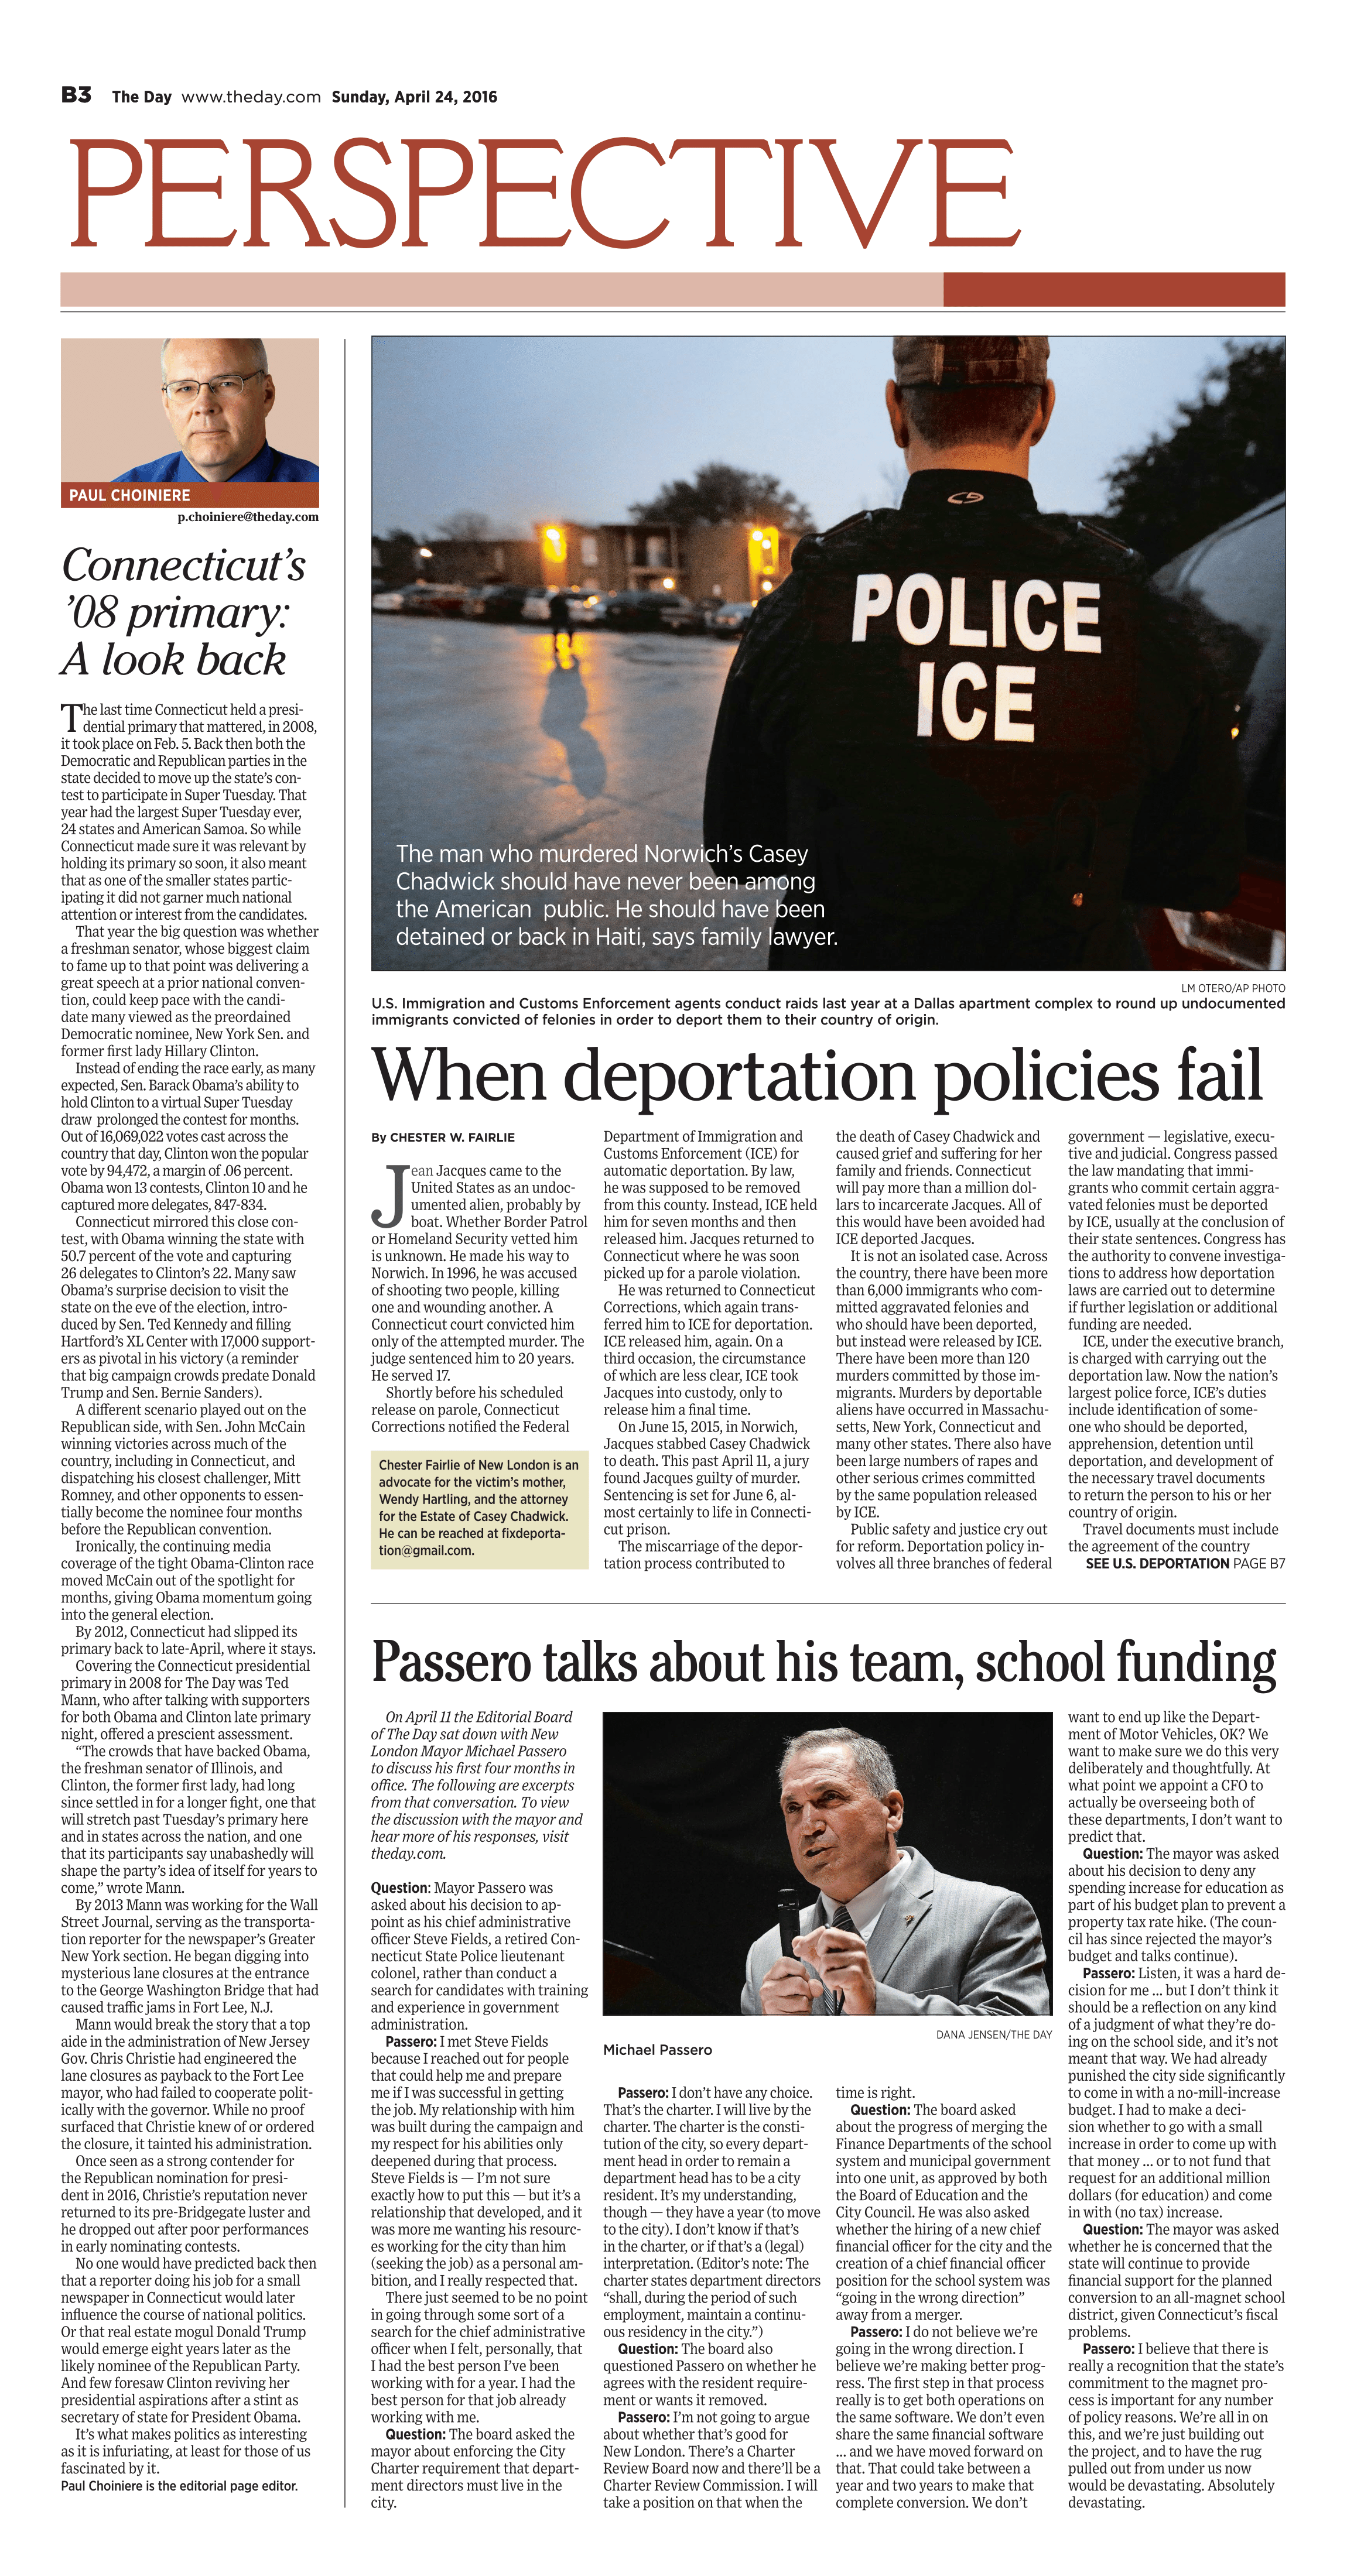 B3 The Day www.theday.com Sunday, April 24, 2016
PERSPECTIVE
PAUL CHOINIERE
p.choiniere@theday.com
Connecticut’s
’08 primary:
A look back
The last time Connecticut held a presi-
dential primary that mattered, in 2008,
it took place on Feb. 5. Back then both the
Democratic and Republican parties in the
state decided to move up the state’s con-
test to participate in Super Tuesday. That
year had the largest Super Tuesday ever,
24 states and American Samoa. So while
Connecticut made sure it was relevant by
holding its primary so soon, it also meant
that as one of the smaller states partic-
ipating it did not garner much national
attention or interest from the candidates.
That year the big question was whether
a freshman senator, whose biggest claim
to fame up to that point was delivering a
great speech at a prior national conven-
tion, could keep pace with the candi-
date many viewed as the preordained
Democratic nominee, New York Sen. and
former first lady Hillary Clinton.
Instead of ending the race early, as many
expected, Sen. Barack Obama’s ability to
hold Clinton to a virtual Super Tuesday
draw prolonged the contest for months.
Out of 16,069,022 votes cast across the
country that day, Clinton won the popular
vote by 94,472, a margin of .06 percent.
Obama won 13 contests, Clinton 10 and he
captured more delegates, 847-834.
Connecticut mirrored this close con-
test, with Obama winning the state with
50.7 percent of the vote and capturing
26 delegates to Clinton’s 22. Many saw
Obama’s surprise decision to visit the
state on the eve of the election, intro-
duced by Sen. Ted Kennedy and filling
Hartford’s XL Center with 17,000 support-
ers as pivotal in his victory (a reminder
that big campaign crowds predate Donald
Trump and Sen. Bernie Sanders).
A different scenario played out on the
Republican side, with Sen. John McCain
winning victories across much of the
country, including in Connecticut, and
dispatching his closest challenger, Mitt
Romney, and other opponents to essen-
tially become the nominee four months
before the Republican convention.
Ironically, the continuing media
coverage of the tight Obama-Clinton race
moved McCain out of the spotlight for
months, giving Obama momentum going
into the general election.
By 2012, Connecticut had slipped its
primary back to late-April, where it stays.
Covering the Connecticut presidential
primary in 2008 for The Day was Ted
Mann, who after talking with supporters
for both Obama and Clinton late primary
night, offered a prescient assessment.
“The crowds that have backed Obama,
the freshman senator of Illinois, and
Clinton, the former first lady, had long
since settled in for a longer fight, one that
will stretch past Tuesday’s primary here
and in states across the nation, and one
that its participants say unabashedly will
shape the party’s idea of itself for years to
come,” wrote Mann.
By 2013 Mann was working for the Wall
Street Journal, serving as the transporta-
tion reporter for the newspaper’s Greater
New York section. He began digging into
mysterious lane closures at the entrance
to the George Washington Bridge that had
caused traffic jams in Fort Lee, N.J.
Mann would break the story that a top
aide in the administration of New Jersey
Gov. Chris Christie had engineered the
lane closures as payback to the Fort Lee
mayor, who had failed to cooperate polit-
ically with the governor. While no proof
surfaced that Christie knew of or ordered
the closure, it tainted his administration.
Once seen as a strong contender for
the Republican nomination for presi-
dent in 2016, Christie’s reputation never
returned to its pre-Bridgegate luster and
he dropped out after poor performances
in early nominating contests.
No one would have predicted back then
that a reporter doing his job for a small
newspaper in Connecticut would later
influence the course of national politics.
Or that real estate mogul Donald Trump
would emerge eight years later as the
likely nominee of the Republican Party.
And few foresaw Clinton reviving her
presidential aspirations after a stint as
secretary of state for President Obama.
It’s what makes politics as interesting
as it is infuriating, at least for those of us
fascinated by it.
Paul Choiniere is the editorial page editor.
POLICE
ICE
The man who murdered Norwich’s Casey
Chadwick should have never been among
the American public. He should have been
detained or back in Haiti, says family lawyer.
LM OTERO/AP PHOTO
U.S. Immigration and Customs Enforcement agents conduct raids last year at a Dallas apartment complex to round up undocumented
immigrants convicted of felonies in order to deport them to their country of origin.
When deportation policies fail
By CHESTER W. FAIRLIE
Jean Jacques came to the
United States as an undoc-
umented alien, probably by
boat. Whether Border Patrol
or Homeland Security vetted him
is unknown. He made his way to
Norwich. In 1996, he was accused
of shooting two people, killing
one and wounding another. A
Connecticut court convicted him
only of the attempted murder. The
judge sentenced him to 20 years.
He served 17.
Shortly before his scheduled
release on parole, Connecticut
Corrections notified the Federal
Chester Fairlie of New London is an
advocate for the victim’s mother,
Wendy Hartling, and the attorney
for the Estate of Casey Chadwick.
He can be reached at fixdeporta-
tion@gmail.com.
Department of Immigration and
Customs Enforcement (ICE) for
automatic deportation. By law,
he was supposed to be removed
from this county. Instead, ICE held
him for seven months and then
released him. Jacques returned to
Connecticut where he was soon
picked up for a parole violation.
He was returned to Connecticut
Corrections, which again trans-
ferred him to ICE for deportation.
ICE released him, again. On a
third occasion, the circumstance
of which are less clear, ICE took
Jacques into custody, only to
release him a final time.
On June 15, 2015, in Norwich,
Jacques stabbed Casey Chadwick
to death. This past April 11, a jury
found Jacques guilty of murder.
Sentencing is set for June 6, al-
most certainly to life in Connecti-
cut prison.
The miscarriage of the depor-
tation process contributed to
the death of Casey Chadwick and
caused grief and suffering for her
family and friends. Connecticut
will pay more than a million dol-
lars to incarcerate Jacques. All of
this would have been avoided had
ICE deported Jacques.
It is not an isolated case. Across
the country, there have been more
than 6,000 immigrants who com-
mitted aggravated felonies and
who should have been deported,
but instead were released by ICE.
There have been more than 120
murders committed by those im-
migrants. Murders by deportable
aliens have occurred in Massachu-
setts, New York, Connecticut and
many other states. There also have
been large numbers of rapes and
other serious crimes committed
by the same population released
by ICE.
Public safety and justice cry out
for reform. Deportation policy in-
volves all three branches of federal
government — legislative, execu-
tive and judicial. Congress passed
the law mandating that immi-
grants who commit certain aggra-
vated felonies must be deported
by ICE, usually at the conclusion of
their state sentences. Congress has
the authority to convene investiga-
tions to address how deportation
laws are carried out to determine
if further legislation or additional
funding are needed.
ICE, under the executive branch,
is charged with carrying out the
deportation law. Now the nation’s
largest police force, ICE’s duties
include identification of some-
one who should be deported,
apprehension, detention until
deportation, and development of
the necessary travel documents
to return the person to his or her
country of origin.
Travel documents must include
the agreement of the country
SEE U.S. DEPORTATION PAGE B7
Passero talks about his team, school funding
On April 11 the Editorial Board
of The Day sat down with New
London Mayor Michael Passero
to discuss his first four months in
office. The following are excerpts
from that conversation. To view
the discussion with the mayor and
hear more of his responses, visit
theday.com.
Question: Mayor Passero was
asked about his decision to ap-
point as his chief administrative
officer Steve Fields, a retired Con-
necticut State Police lieutenant
colonel, rather than conduct a
search for candidates with training
and experience in government
administration.
Passero: I met Steve Fields
because I reached out for people
that could help me and prepare
me if I was successful in getting
the job. My relationship with him
was built during the campaign and
my respect for his abilities only
deepened during that process.
Steve Fields is — I’m not sure
exactly how to put this — but it’s a
relationship that developed, and it
was more me wanting his resourc-
es working for the city than him
(seeking the job) as a personal am-
bition, and I really respected that.
There just seemed to be no point
in going through some sort of a
search for the chief administrative
officer when I felt, personally, that
I had the best person I’ve been
working with for a year. I had the
best person for that job already
working with me.
Question: The board asked the
mayor about enforcing the City
Charter requirement that depart-
ment directors must live in the
city.
DANA JENSEN/THE DAY
Michael Passero
Passero: I don’t have any choice.
That’s the charter. I will live by the
charter. The charter is the consti-
tution of the city, so every depart-
ment head in order to remain a
department head has to be a city
resident. It’s my understanding,
though — they have a year (to move
to the city). I don’t know if that’s
in the charter, or if that’s a (legal)
interpretation. (Editor’s note: The
charter states department directors
“shall, during the period of such
employment, maintain a continu-
ous residency in the city.”)
Question: The board also
questioned Passero on whether he
agrees with the resident require-
ment or wants it removed.
Passero: I’m not going to argue
about whether that’s good for
New London. There’s a Charter
Review Board now and there’ll be a
Charter Review Commission. I will
take a position on that when the
time is right.
Question: The board asked
about the progress of merging the
Finance Departments of the school
system and municipal government
into one unit, as approved by both
the Board of Education and the
City Council. He was also asked
whether the hiring of a new chief
financial officer for the city and the
creation of a chief financial officer
position for the school system was
“going in the wrong direction”
away from a merger.
Passero: I do not believe we’re
going in the wrong direction. I
believe we’re making better prog-
ress. The first step in that process
really is to get both operations on
the same software. We don’t even
share the same financial software
... and we have moved forward on
that. That could take between a
year and two years to make that
complete conversion. We don’t
want to end up like the Depart-
ment of Motor Vehicles, OK? We
want to make sure we do this very
deliberately and thoughtfully. At
what point we appoint a CFO to
actually be overseeing both of
these departments, I don’t want to
predict that.
Question: The mayor was asked
about his decision to deny any
spending increase for education as
part of his budget plan to prevent a
property tax rate hike. (The coun-
cil has since rejected the mayor’s
budget and talks continue).
Passero: Listen, it was a hard de-
cision for me ... but I don’t think it
should be a reflection on any kind
of a judgment of what they’re do-
ing on the school side, and it’s not
meant that way. We had already
punished the city side significantly
to come in with a no-mill-increase
budget. I had to make a deci-
sion whether to go with a small
increase in order to come up with
that money ... or to not fund that
request for an additional million
dollars (for education) and come
in with (no tax) increase.
Question: The mayor was asked
whether he is concerned that the
state will continue to provide
financial support for the planned
conversion to an all-magnet school
district, given Connecticut’s fiscal
problems.
Passero: I believe that there is
really a recognition that the state’s
commitment to the magnet pro-
cess is important for any number
of policy reasons. We’re all in on
this, and we’re just building out
the project, and to have the rug
pulled out from under us now
would be devastating. Absolutely
devastating.